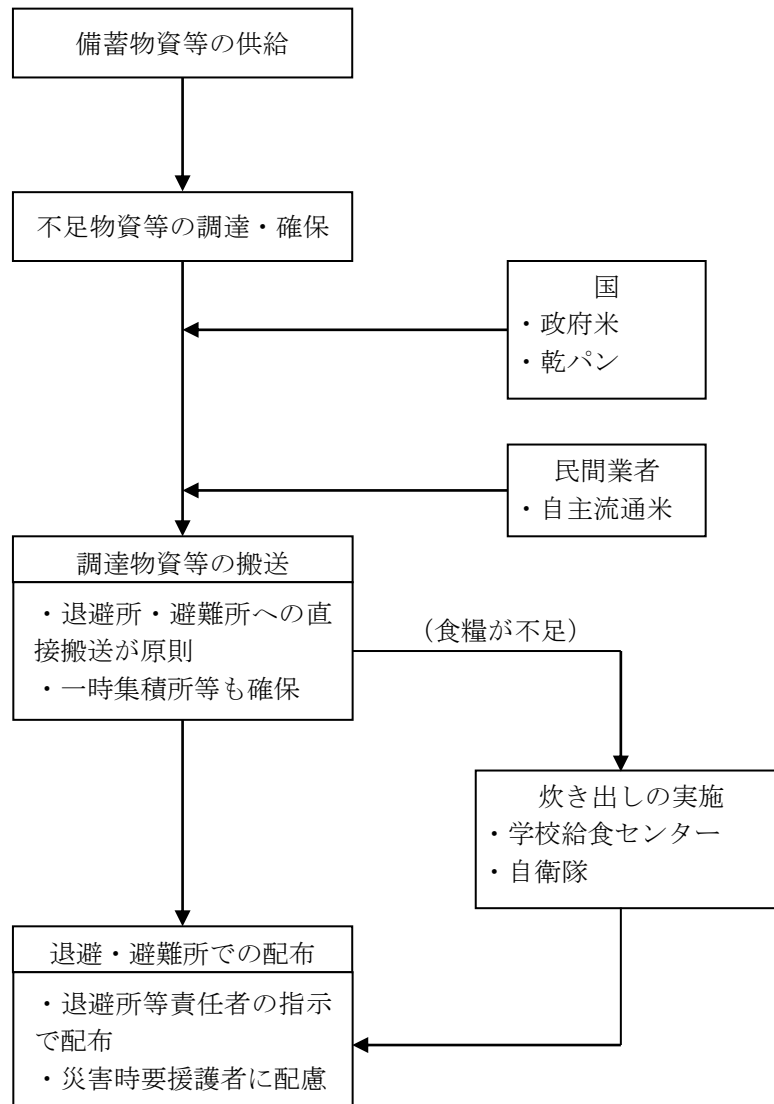 備蓄物資等の供給
不足物資等の調達・確保
国
・政府米
・乾パン
民間業者
・自主流通米
調達物資等の搬送
・退避所・避難所への直
接搬送が原則
・一時集積所等も確保
（食糧が不足）
炊き出しの実施
・学校給食センター
・自衛隊
退避・避難所での配布
・退避所等責任者の指示
で配布
・災害時要援護者に配慮